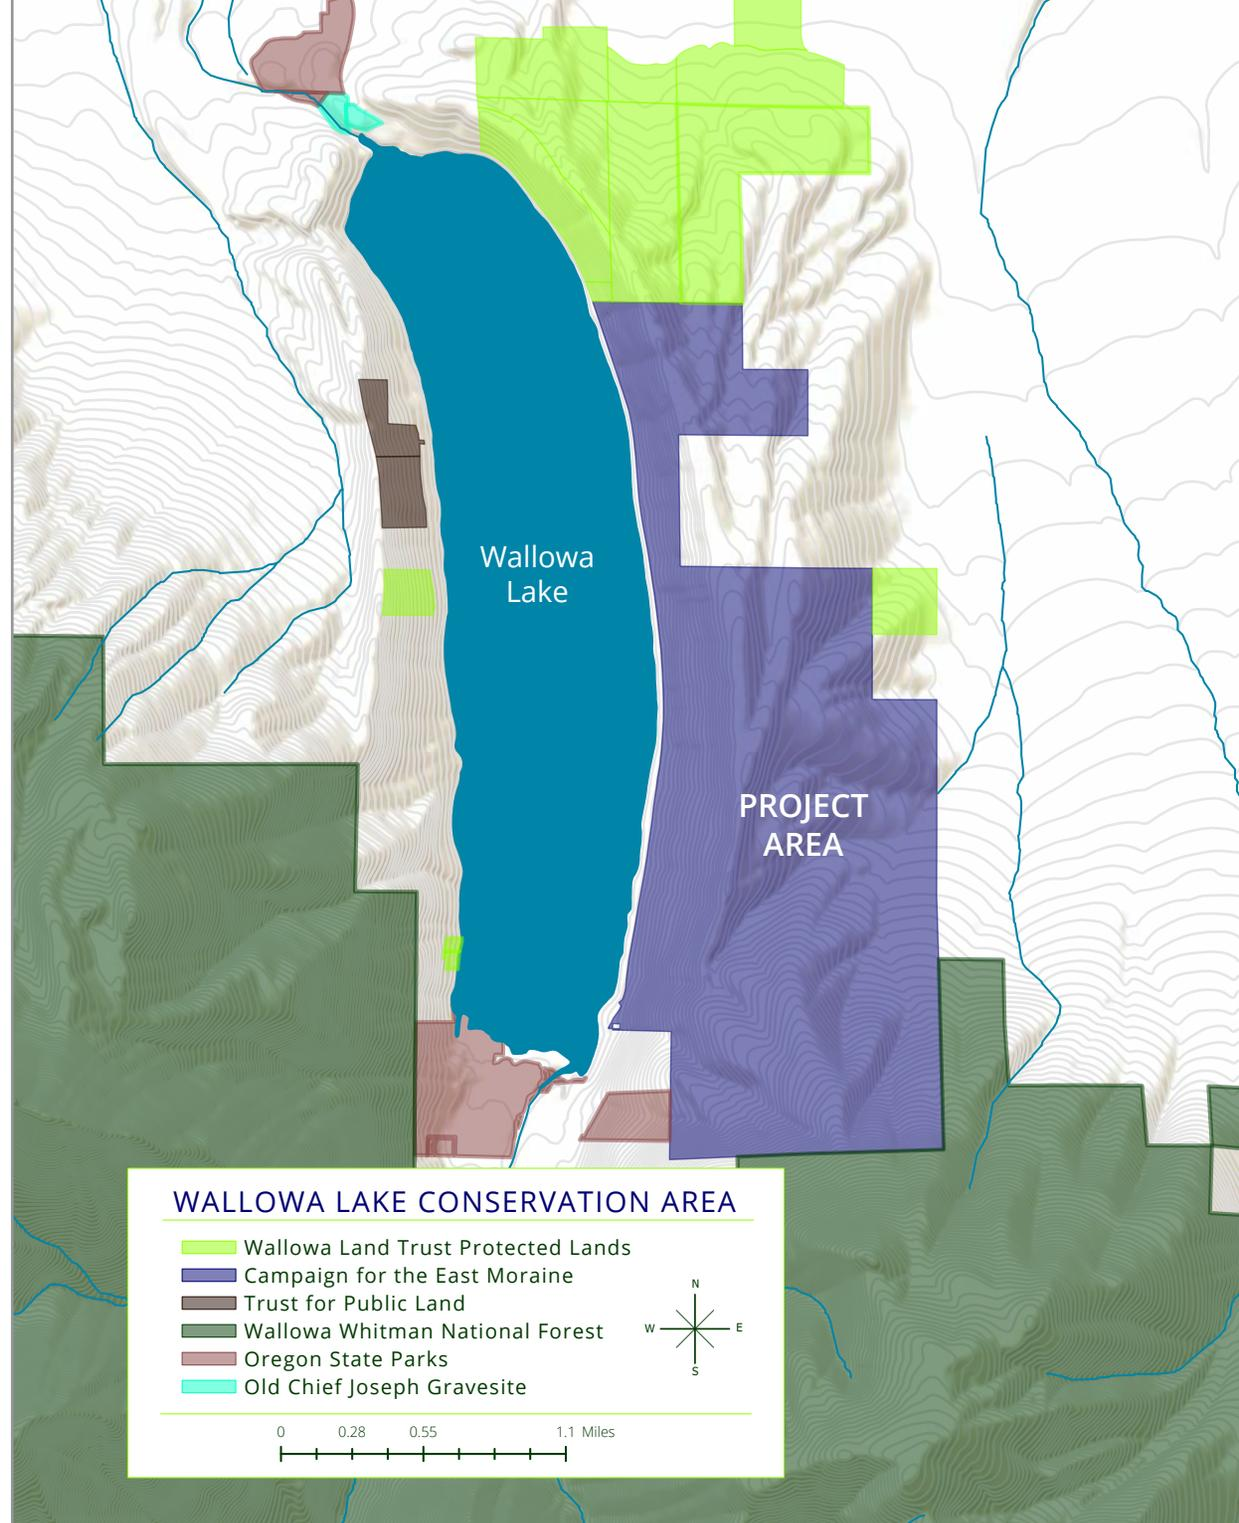 Wallowa
Lake
PROJECT
AREA
WALLOWA LAKE CONSERVATION AREA
Wallowa Land Trust Protected Lands
Campaign for the East Moraine
Trust for Public Land
Wallowa Whitman National Forest
Oregon State Parks
Old Chief Joseph Gravesite
N
W E
S
0 0.28 0.55 1.1 Miles